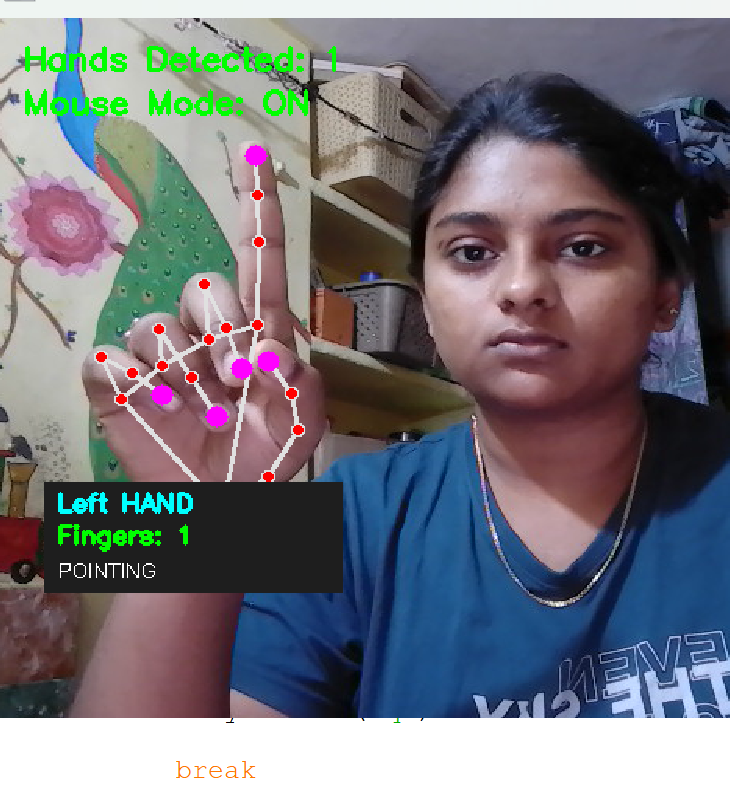 Hands Detected: 1
Mouse Mode: ON
Left HAND
Fingers: 1
POINTING
EVEN
THE SKY
break